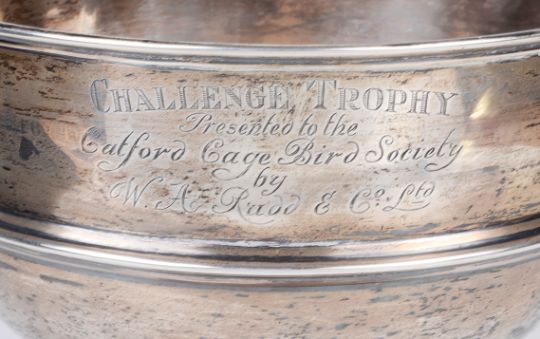 CHALLENGE TROPHY
Presented to the
Catford Cage Bird Society
by
W. A. Rudd & Co. Ltd